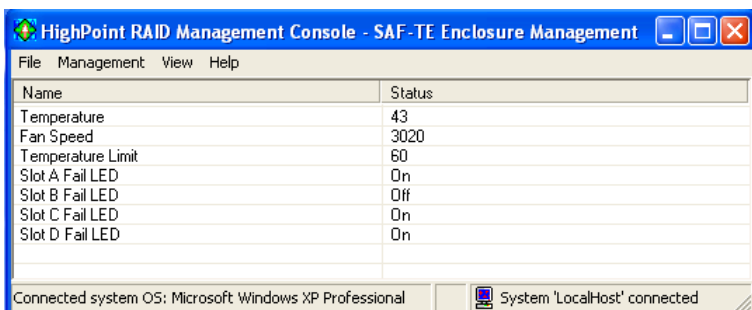 HighPoint RAID Management Console - SAF-TE Enclosure Management
File Management View Help
Name Status
Temperature 43
Fan Speed 3020
Temperature Limit 60
Slot A Fail LED On
Slot B Fail LED Off
Slot C Fail LED On
Slot D Fail LED On
Connected system OS: Microsoft Windows XP Professional System 'LocalHost' connected